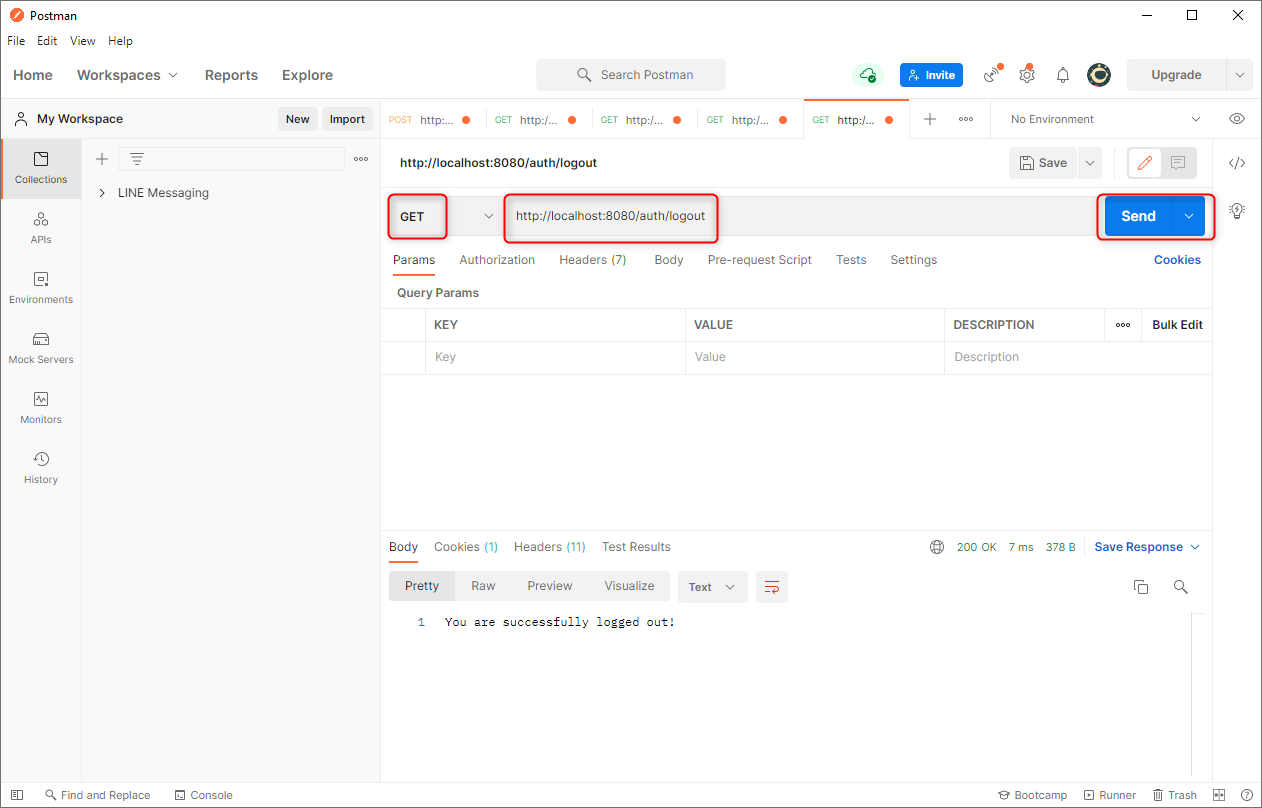 Postman
File Edit View Help
Home Workspaces Reports Explore Search Postman Invite Upgrade
My Workspace New Import POST http:... GET http:/... GET http:/... GET http:/... GET http:/... No Environment
Collections
APIs
Environments
Mock Servers
Monitors
History
LINE Messaging
http://localhost:8080/auth/logout Save
GET http://localhost:8080/auth/logout Send
Params Authorization Headers (7) Body Pre-request Script Tests Settings Cookies
Query Params
KEY VALUE DESCRIPTION Bulk Edit
Key Value Description
Body Cookies (1) Headers (11) Test Results 200 OK 7 ms 378 B Save Response
Pretty Raw Preview Visualize Text
1 You are successfully logged out!
Find and Replace Console Bootcamp Runner Trash